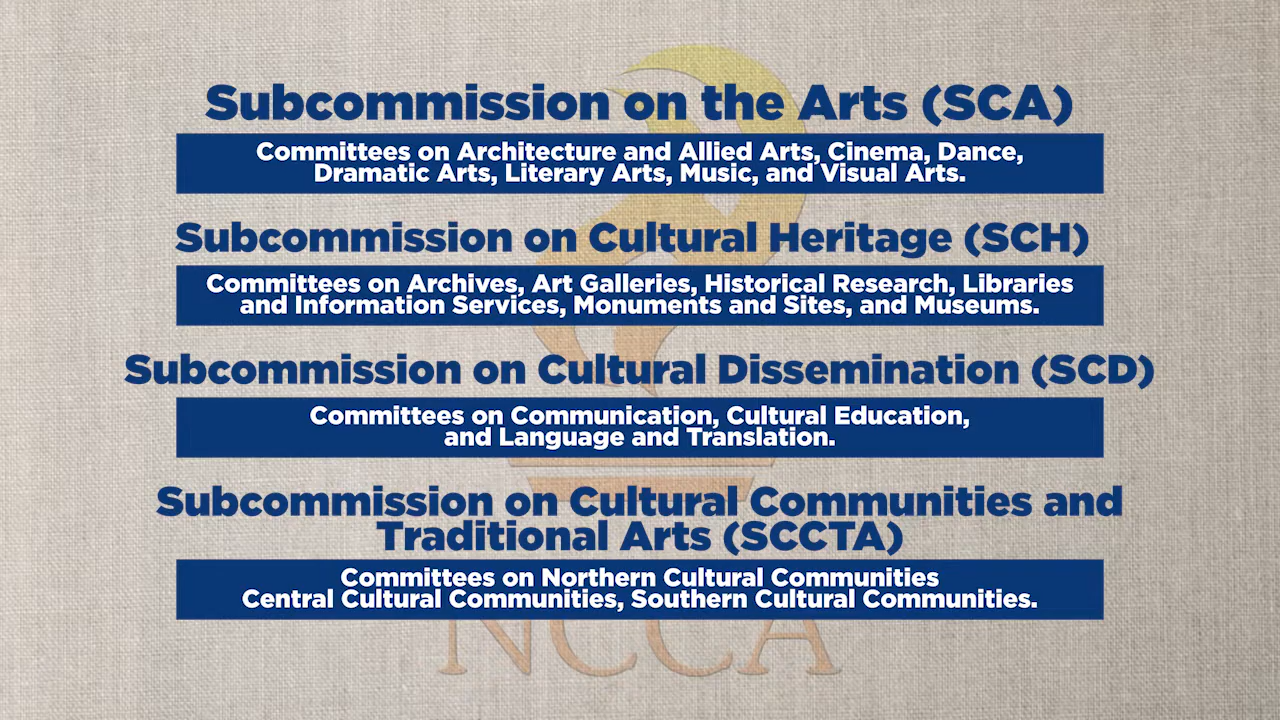 Subcommission on the Arts (SCA)
Committees on Architecture and Allied Arts, Cinema, Dance,
Dramatic Arts, Literary Arts, Music, and Visual Arts.
Subcommission on Cultural Heritage (SCH)
Committees on Archives, Art Galleries, Historical Research, Libraries
and Information Services, Monuments and Sites, and Museums.
Subcommission on Cultural Dissemination (SCD)
Committees on Communication, Cultural Education,
and Language and Translation.
Subcommission on Cultural Communities and
Traditional Arts (SCCTA)
Committees on Northern Cultural Communities
Central Cultural Communities, Southern Cultural Communities.
NCCA